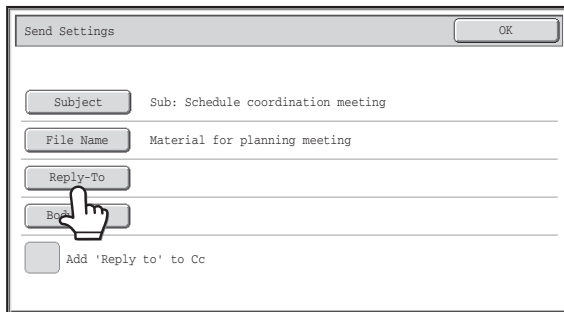 Send Settings
OK
Subject
Sub: Schedule coordination meeting
File Name
Material for planning meeting
Reply-To
Bod
Add 'Reply to' to Cc